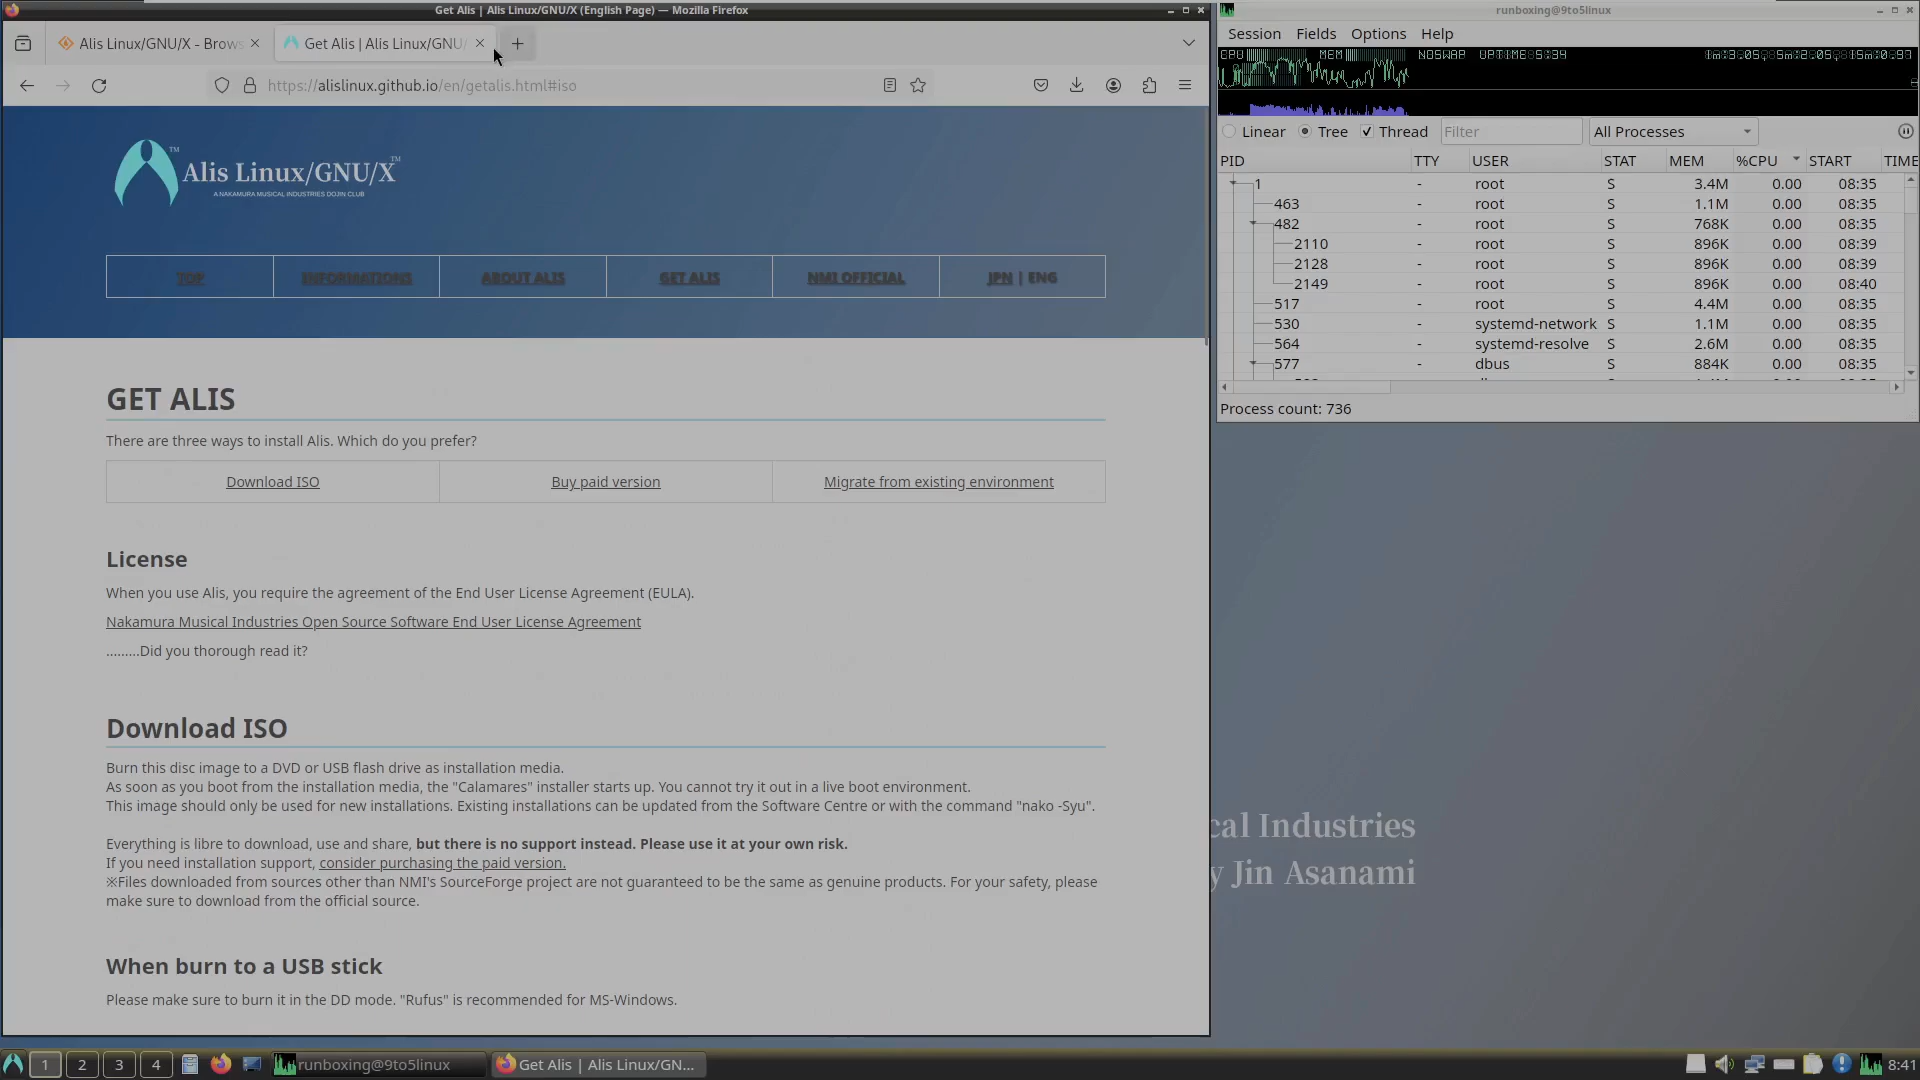 Get Alis | Alis Linux/GNU/X (English Page) — Mozilla Firefox
Alis Linux/GNU/X - Brows
Get Alis | Alis Linux/GNU/
https://alislinux.github.io/en/getalis.html#iso
Alis Linux/GNU/X™
™
A NAKAMURA MUSICAL INDUSTRIES DOJIN CLUB
TOP
INFORMATIONS
ABOUT ALIS
GET ALIS
NMI OFFICIAL
JPN | ENG
GET ALIS
There are three ways to install Alis. Which do you prefer?
Download ISO
Buy paid version
Migrate from existing environment
License
When you use Alis, you require the agreement of the End User License Agreement (EULA).
Nakamura Musical Industries Open Source Software End User License Agreement
.........Did you thorough read it?
Download ISO
Burn this disc image to a DVD or USB flash drive as installation media.
As soon as you boot from the installation media, the "Calamares" installer starts up. You cannot try it out in a live boot environment.
This image should only be used for new installations. Existing installations can be updated from the Software Centre or with the command "nako -Syu".
Everything is libre to download, use and share, but there is no support instead. Please use it at your own risk.
If you need installation support, consider purchasing the paid version.
※Files downloaded from sources other than NMI's SourceForge project are not guaranteed to be the same as genuine products. For your safety, please
make sure to download from the official source.
When burn to a USB stick
Please make sure to burn it in the DD mode. "Rufus" is recommended for MS-Windows.
runboxing@9to5linux
Session Fields Options Help
CPU MEM NOSWAP UPTIME 5:39
Linear Tree Thread Filter All Processes
PID TTY USER STAT MEM %CPU START TIME
1 - root S 3.4M 0.00 08:35
463 - root S 1.1M 0.00 08:35
482 - root S 768K 0.00 08:35
2110 - root S 896K 0.00 08:39
2128 - root S 896K 0.00 08:39
2149 - root S 896K 0.00 08:40
517 - root S 4.4M 0.00 08:35
530 - systemd-network S 1.1M 0.00 08:35
564 - systemd-resolve S 2.6M 0.00 08:35
577 - dbus S 884K 0.00 08:35
Process count: 736
cal Industries
y Jin Asanami
1 2 3 4
runboxing@9to5linux
Get Alis | Alis Linux/GN...
8:41